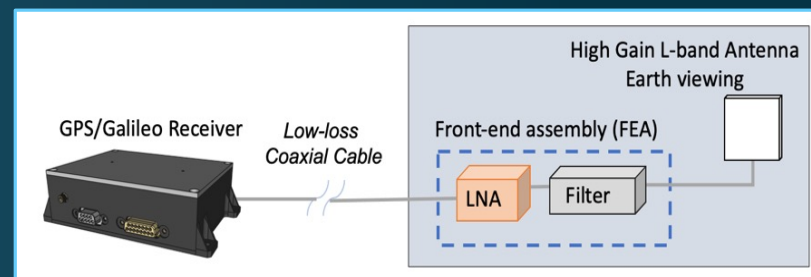 High Gain L-band Antenna
Earth viewing
GPS/Galileo Receiver
Low-loss
Coaxial Cable
Front-end assembly (FEA)
LNA
Filter